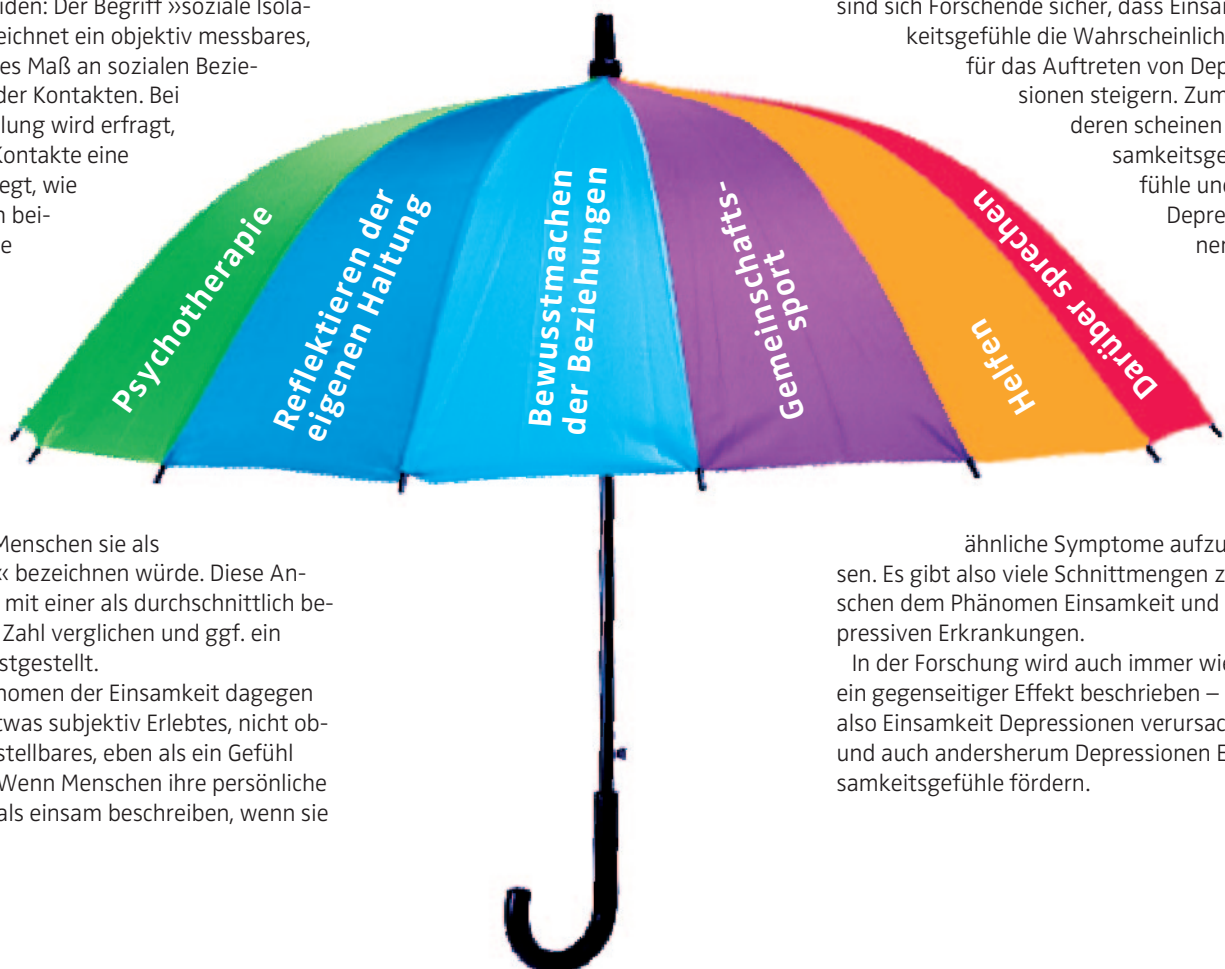 iden: Der Begriff »soziale Isola-
eichnet ein objektiv messbares,
es Maß an sozialen Bezie-
der Kontakten. Bei
llung wird erfragt,
Kontakte eine
egt, wie
n bei-
e
Menschen sie als
« bezeichnen würde. Diese An-
mit einer als durchschnittlich be-
Zahl verglichen und ggf. ein
stgestellt.
nomen der Einsamkeit dagegen
twas subjektiv Erlebtes, nicht ob-
stellbares, eben als ein Gefühl
Wenn Menschen ihre persönliche
als einsam beschreiben, wenn sie
Psychotherapie
Reflektieren der
eigenen Haltung
Bewusstmachen
der Beziehungen
Gemeinschafts-
sport
Helfen
Darüber sprechen
sind sich Forschende sicher, dass Einsam
keitsgefühle die Wahrscheinlich
für das Auftreten von Dep
sionen steigern. Zum
deren scheinen
samkeitsge
fühle und
Depre
ner
ähnliche Symptome aufzu
sen. Es gibt also viele Schnittmengen z
schen dem Phänomen Einsamkeit und
pressiven Erkrankungen.
In der Forschung wird auch immer wie
ein gegenseitiger Effekt beschrieben –
also Einsamkeit Depressionen verursac
und auch andersherum Depressionen E
samkeitsgefühle fördern.